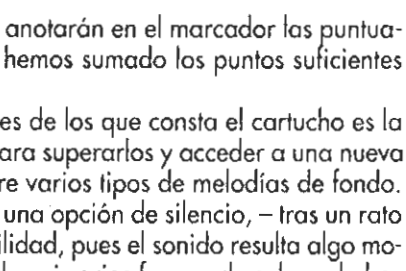 anotarán en el marcador las puntua-
hemos sumado los puntos suficientes
es de los que consta el cartucho es la
ara superarlos y acceder a una nueva
re varios tipos de melodías de fondo.
una opción de silencio, – tras un rato
ilidad, pues el sonido resulta algo mo-